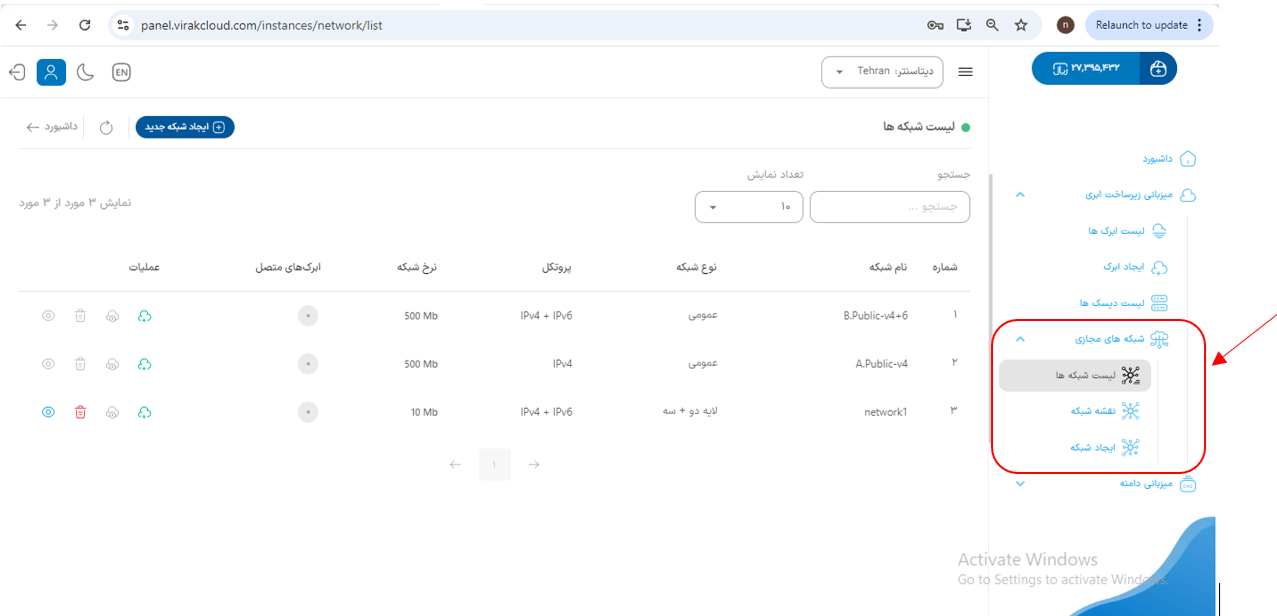 panel.virakcloud.com/instances/network/list
n
Relaunch to update
EN
دیتاسنتر: Tehran
۲۷,۳۹۵,۴۳۲
لیست شبکه ها
ایجاد شبکه جدید
داشبورد
جستجو
تعداد نمایش
جستجو ...
۱۰
نمایش ۳ مورد از ۳ مورد
شماره نام شبکه نوع شبکه پروتکل نرخ شبکه ابرک‌های متصل عملیات
۱ B.Public-v4+6 عمومی IPv4 + IPv6 500 Mb ۰
۲ A.Public-v4 عمومی IPv4 500 Mb ۰
۳ network1 لایه دو + سه IPv4 + IPv6 10 Mb ۰
۱
داشبورد
میزبانی زیرساخت ابری
لیست ابرک ها
ایجاد ابرک
لیست دیسک ها
شبکه های مجازی
لیست شبکه ها
نقشه شبکه
ایجاد شبکه
میزبانی دامنه
Activate Windows
Go to Settings to activate Windows.